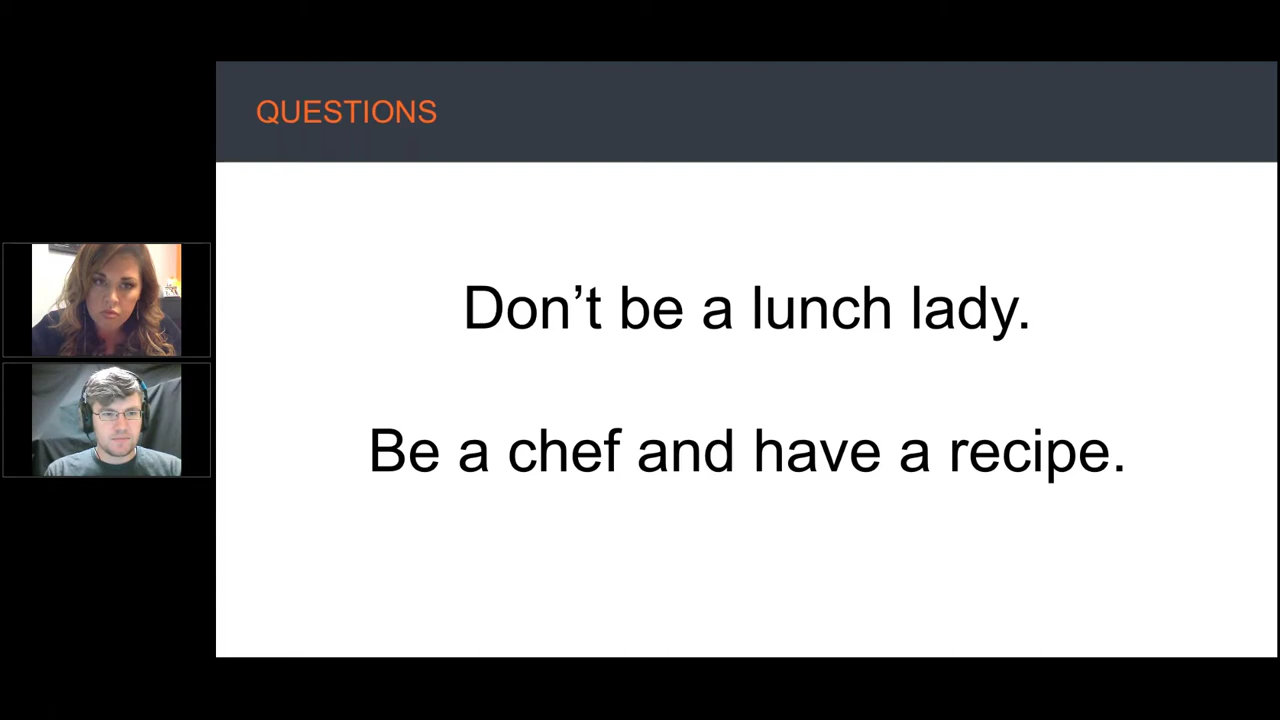 QUESTIONS
Don’t be a lunch lady.
Be a chef and have a recipe.